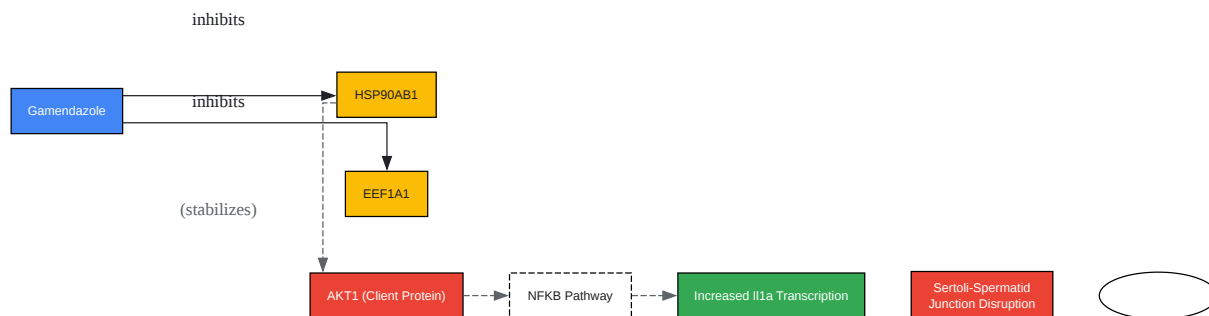 inhibits
HSP90AB1
inhibits
Gamendazole
EEF1A1
(stabilizes)
AKT1 (Client Protein)
NFKB Pathway
Increased Il1a Transcription
Sertoli-Spermatid
Junction Disruption